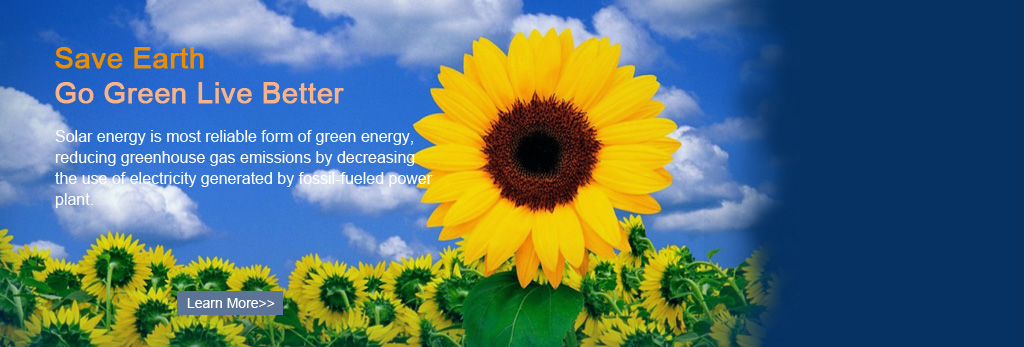 Save Earth
Go Green Live Better
Solar energy is most reliable form of green energy,
reducing greenhouse gas emissions by decreasing
the use of electricity generated by fossil-fueled power
plant.
Learn More>>